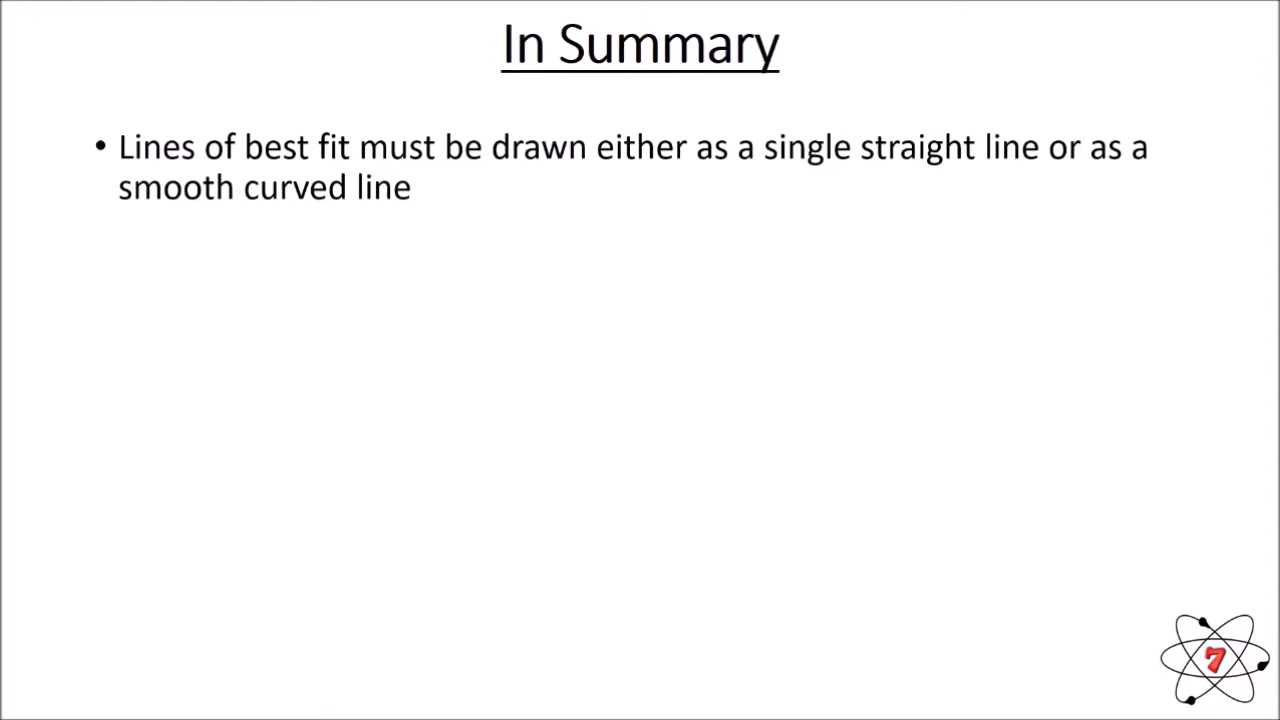 In Summary
• Lines of best fit must be drawn either as a single straight line or as a
smooth curved line
7